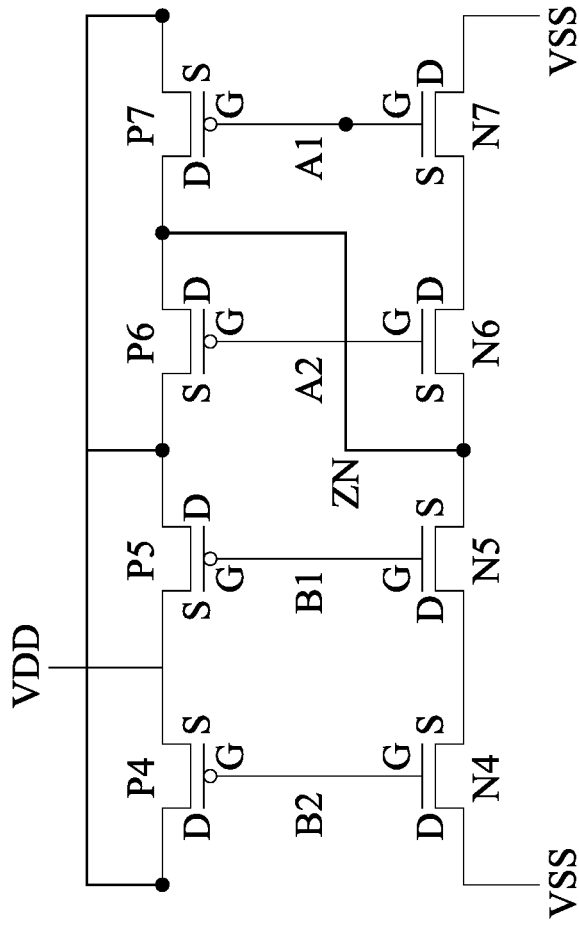 VDD
P4 P5 P6 P7
D S S D S D D S
G G G G
B2 B1 A2 A1
ZN
G G G G
D S D S S D S D
N4 N5 N6 N7
VSS VSS